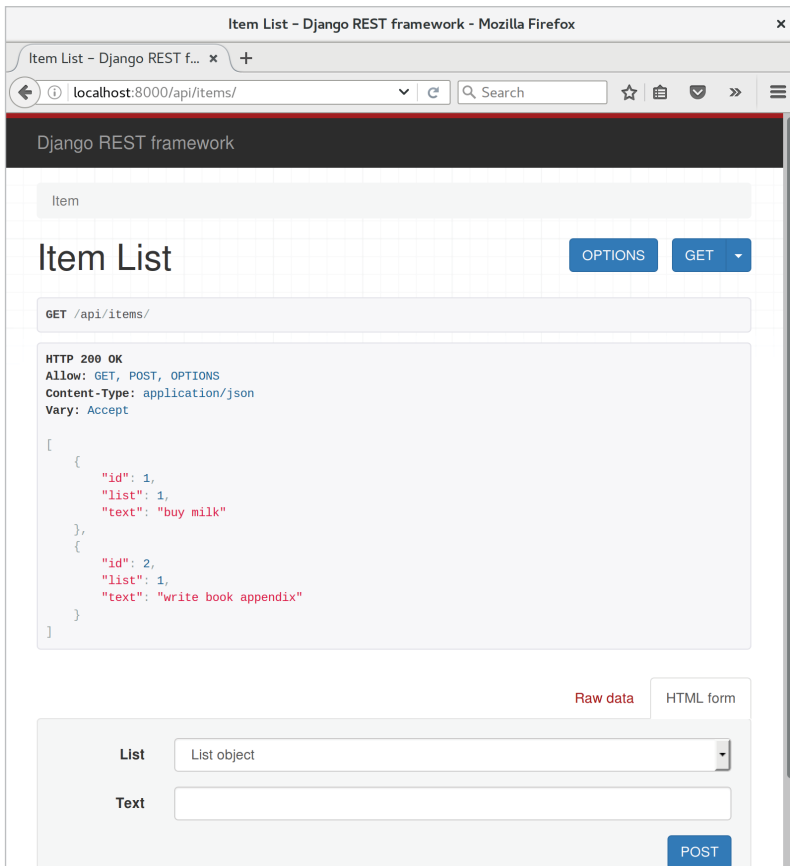 Item List – Django REST framework - Mozilla Firefox ×
Item List – Django REST f... × +
localhost:8000/api/items/ Search
Django REST framework
Item
Item List OPTIONS GET
GET /api/items/
HTTP 200 OK
Allow: GET, POST, OPTIONS
Content-Type: application/json
Vary: Accept
[
    {
        "id": 1,
        "list": 1,
        "text": "buy milk"
    },
    {
        "id": 2,
        "list": 1,
        "text": "write book appendix"
    }
]
Raw data HTML form
List List object
Text
POST